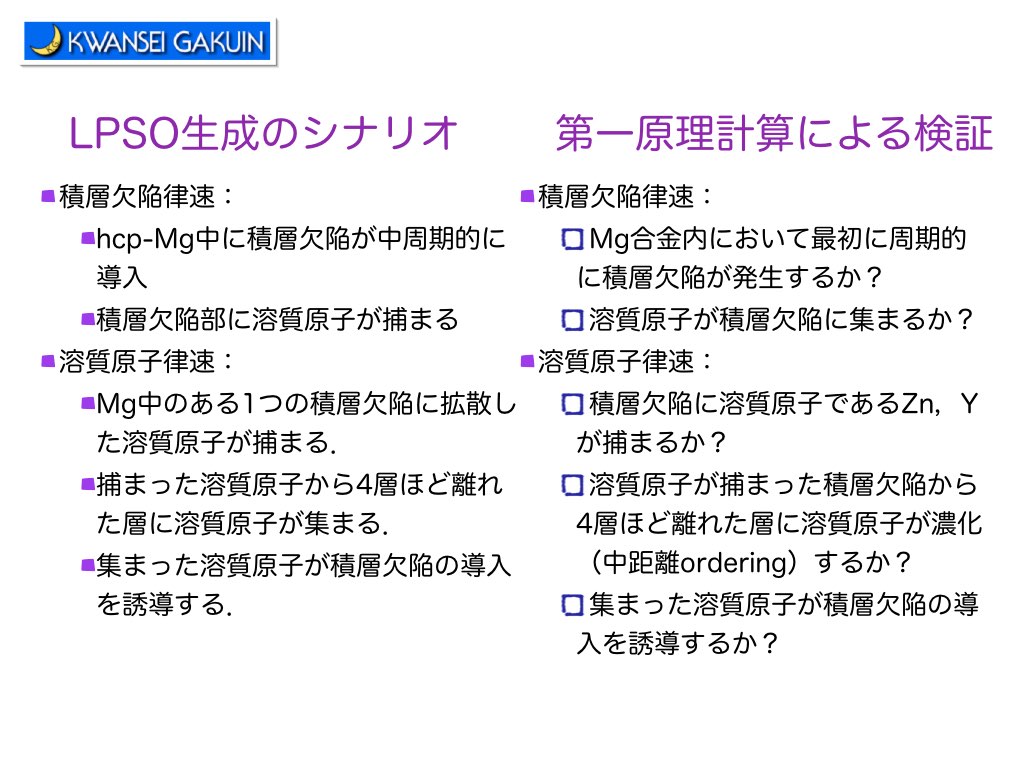 KWANSEI GAKUIN
LPSO生成のシナリオ
積層欠陥律速：
hcp-Mg中に積層欠陥が中周期的に
導入
積層欠陥部に溶質原子が捕まる
溶質原子律速：
Mg中のある1つの積層欠陥に拡散し
た溶質原子が捕まる．
捕まった溶質原子から4層ほど離れ
た層に溶質原子が集まる．
集まった溶質原子が積層欠陥の導入
を誘導する．
第一原理計算による検証
積層欠陥律速：
Mg合金内において最初に周期的
に積層欠陥が発生するか？
溶質原子が積層欠陥に集まるか？
溶質原子律速：
積層欠陥に溶質原子であるZn，Y
が捕まるか？
溶質原子が捕まった積層欠陥から
4層ほど離れた層に溶質原子が濃化
（中距離ordering）するか？
集まった溶質原子が積層欠陥の導
入を誘導するか？